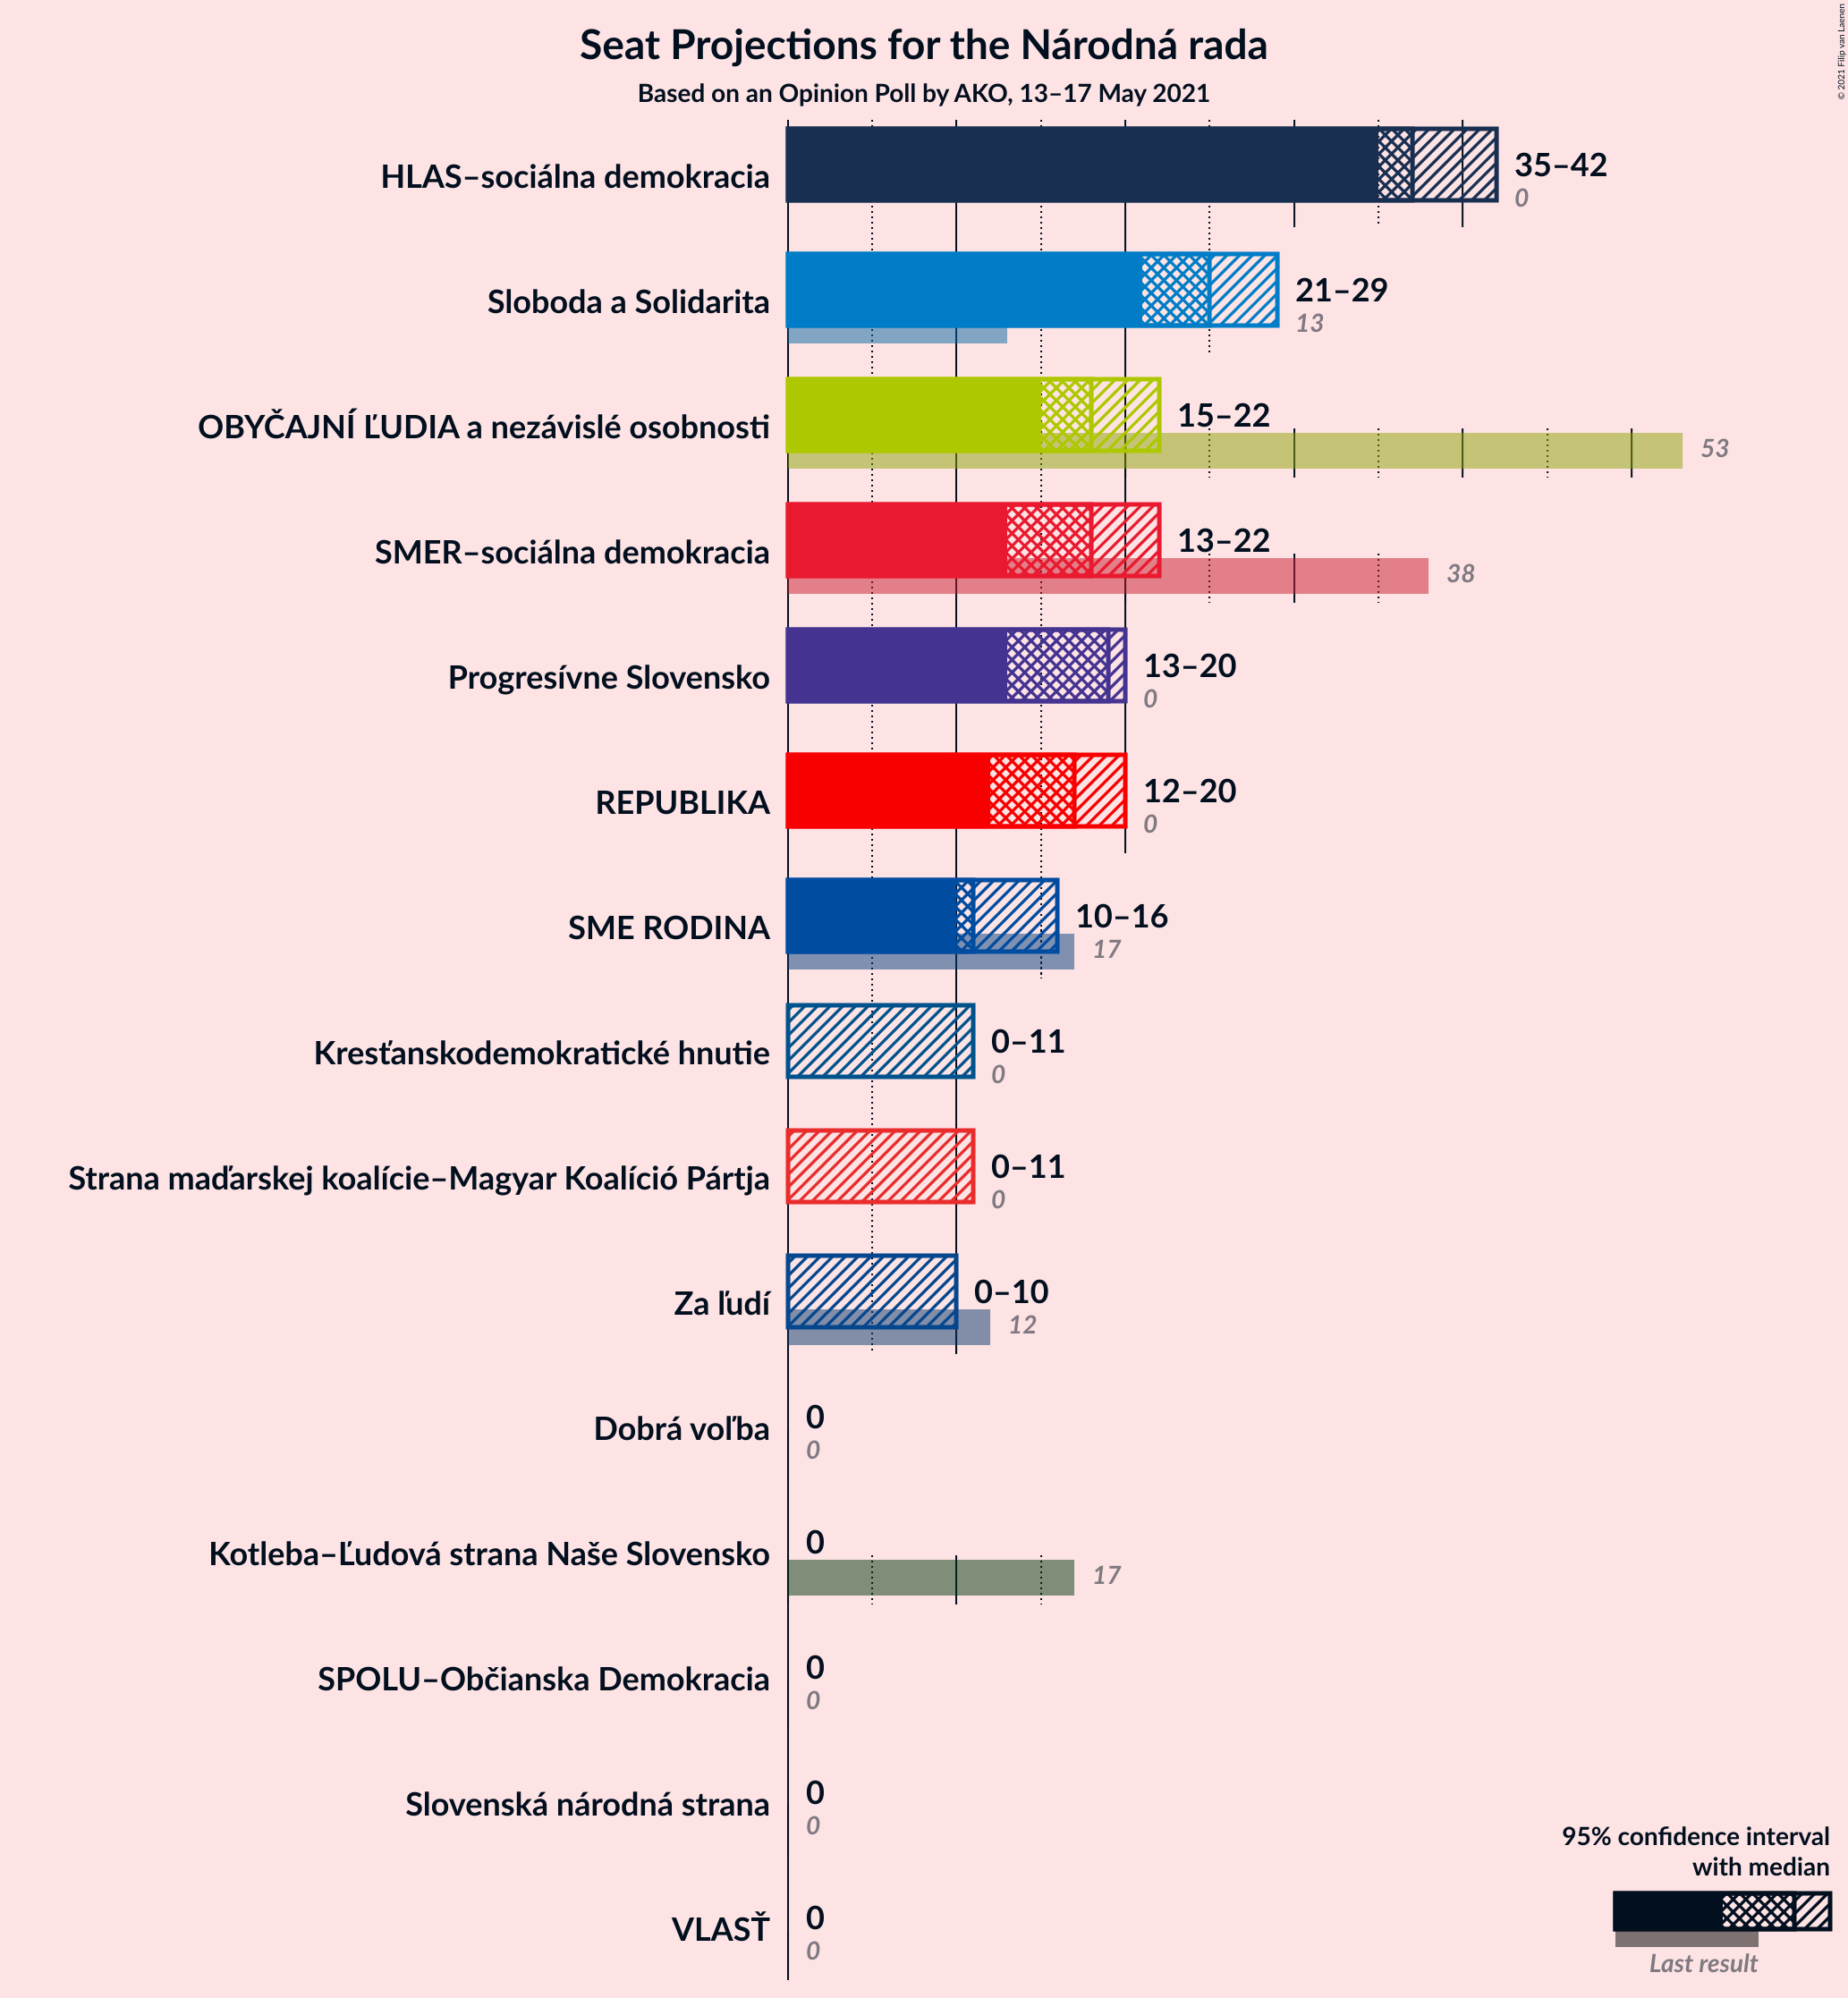 Seat Projections for the Národná rada
Based on an Opinion Poll by AKO, 13–17 May 2021
© 2021 Filip van Laenen
HLAS–sociálna demokracia
35–42
0
Sloboda a Solidarita
21–29
13
OBYČAJNÍ ĽUDIA a nezávislé osobnosti
15–22
53
SMER–sociálna demokracia
13–22
38
Progresívne Slovensko
13–20
0
REPUBLIKA
12–20
0
SME RODINA
10–16
17
Kresťanskodemokratické hnutie
0–11
0
Strana maďarskej koalície–Magyar Koalíció Pártja
0–11
0
Za ľudí
0–10
12
Dobrá voľba
0
0
Kotleba–Ľudová strana Naše Slovensko
0
17
SPOLU–Občianska Demokracia
0
0
Slovenská národná strana
0
0
VLASŤ
0
0
95% confidence interval
with median
Last result